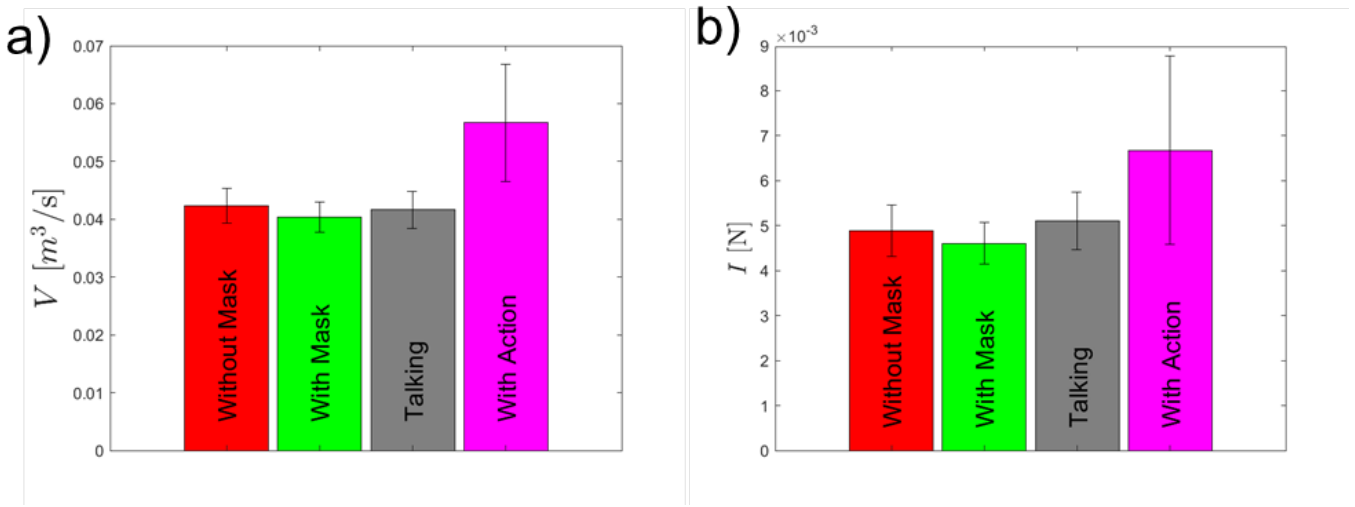 a)
0.07
0.06
0.05
0.04
0.03
0.02
0.01
0
V [m³/s]
Without Mask
With Mask
Talking
With Action
b)
×10⁻³
9
8
7
6
5
4
3
2
1
0
I [N]
Without Mask
With Mask
Talking
With Action